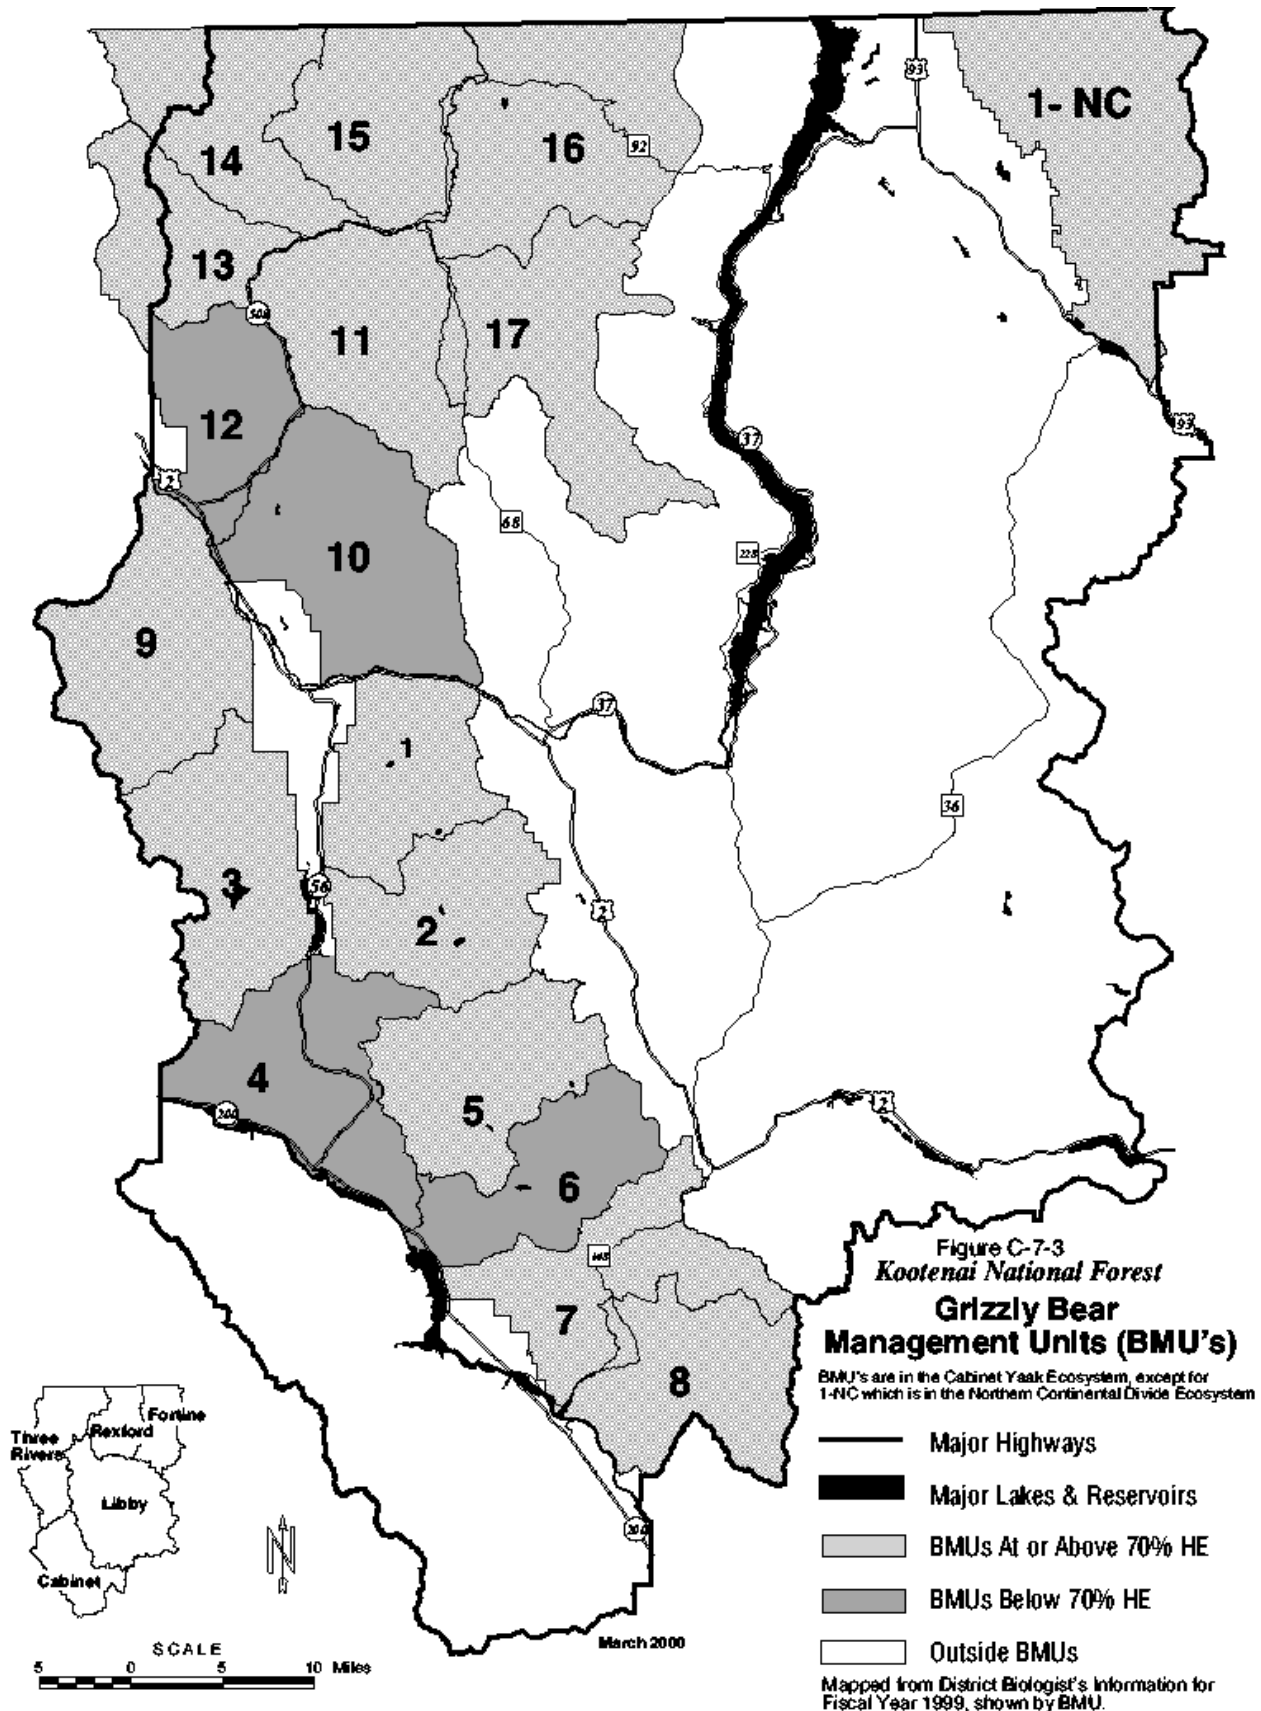 93
1- NC
15
14
16
92
13
508
11
17
12
37
93
2
68
10
228
9
37
1
36
3
56
2
2
4
200
5
2
6
7
8
200
Figure C-7-3
Kootenai National Forest
Grizzly Bear
Management Units (BMU's)
BMU's are in the Cabinet Yaak Ecosystem, except for
1-NC which is in the Northern Continental Divide Ecosystem
Major Highways
Major Lakes & Reservoirs
BMUs At or Above 70% HE
BMUs Below 70% HE
Outside BMUs
Mapped from District Biologist's Information for
Fiscal Year 1999, shown by BMU.
Fortine
Rexford
Three
Rivers
Libby
Cabinet
N
March 2000
SCALE
5 0 5 10 Miles